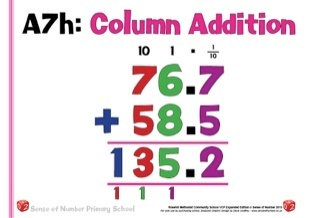 A7h: Column Addition
10 1 . 1/10
76.7
+ 58.5
135.2
1 1 1
Sense of Number Primary School